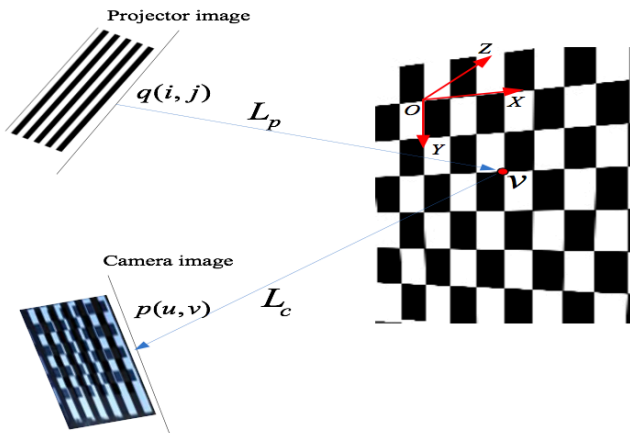 Projector image
q(i, j)
L_p
Z
O
X
Y
v
Camera image
p(u, v)
L_c